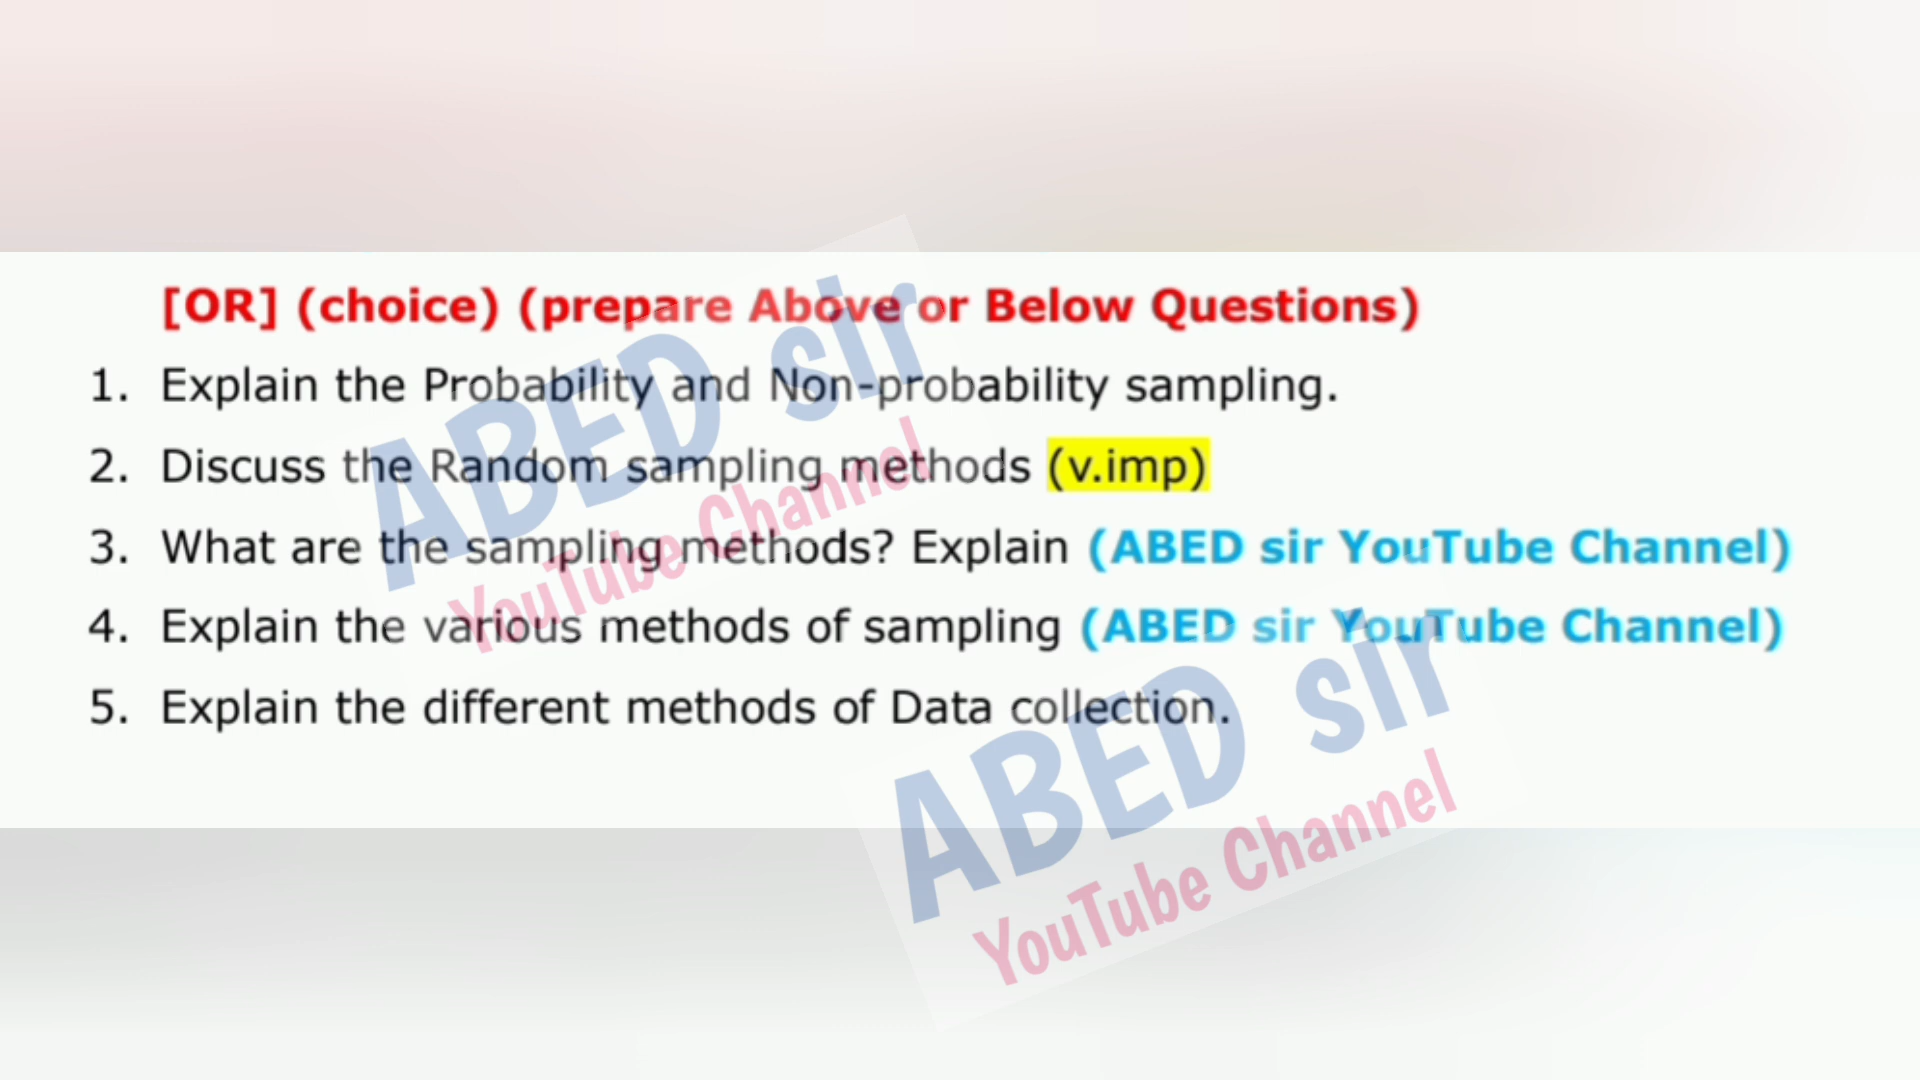 [OR] (choice) (prepare Above or Below Questions)
1. Explain the Probability and Non-probability sampling.
2. Discuss the Random sampling methods (v.imp)
3. What are the sampling methods? Explain (ABED sir YouTube Channel)
4. Explain the various methods of sampling (ABED sir YouTube Channel)
5. Explain the different methods of Data collection.
ABED sir
YouTube Channel
ABED sir
YouTube Channel